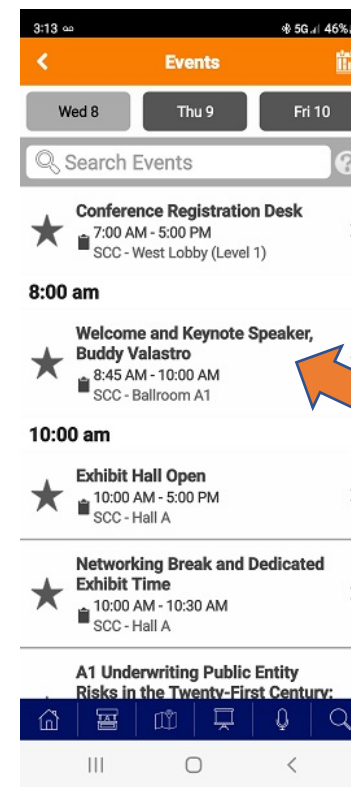 3:13
5G 46%
Events
Wed 8
Thu 9
Fri 10
Search Events
?
Conference Registration Desk
7:00 AM - 5:00 PM
SCC - West Lobby (Level 1)
8:00 am
Welcome and Keynote Speaker,
Buddy Valastro
8:45 AM - 10:00 AM
SCC - Ballroom A1
10:00 am
Exhibit Hall Open
10:00 AM - 5:00 PM
SCC - Hall A
Networking Break and Dedicated
Exhibit Time
10:00 AM - 10:30 AM
SCC - Hall A
A1 Underwriting Public Entity
Risks in the Twenty-First Century: